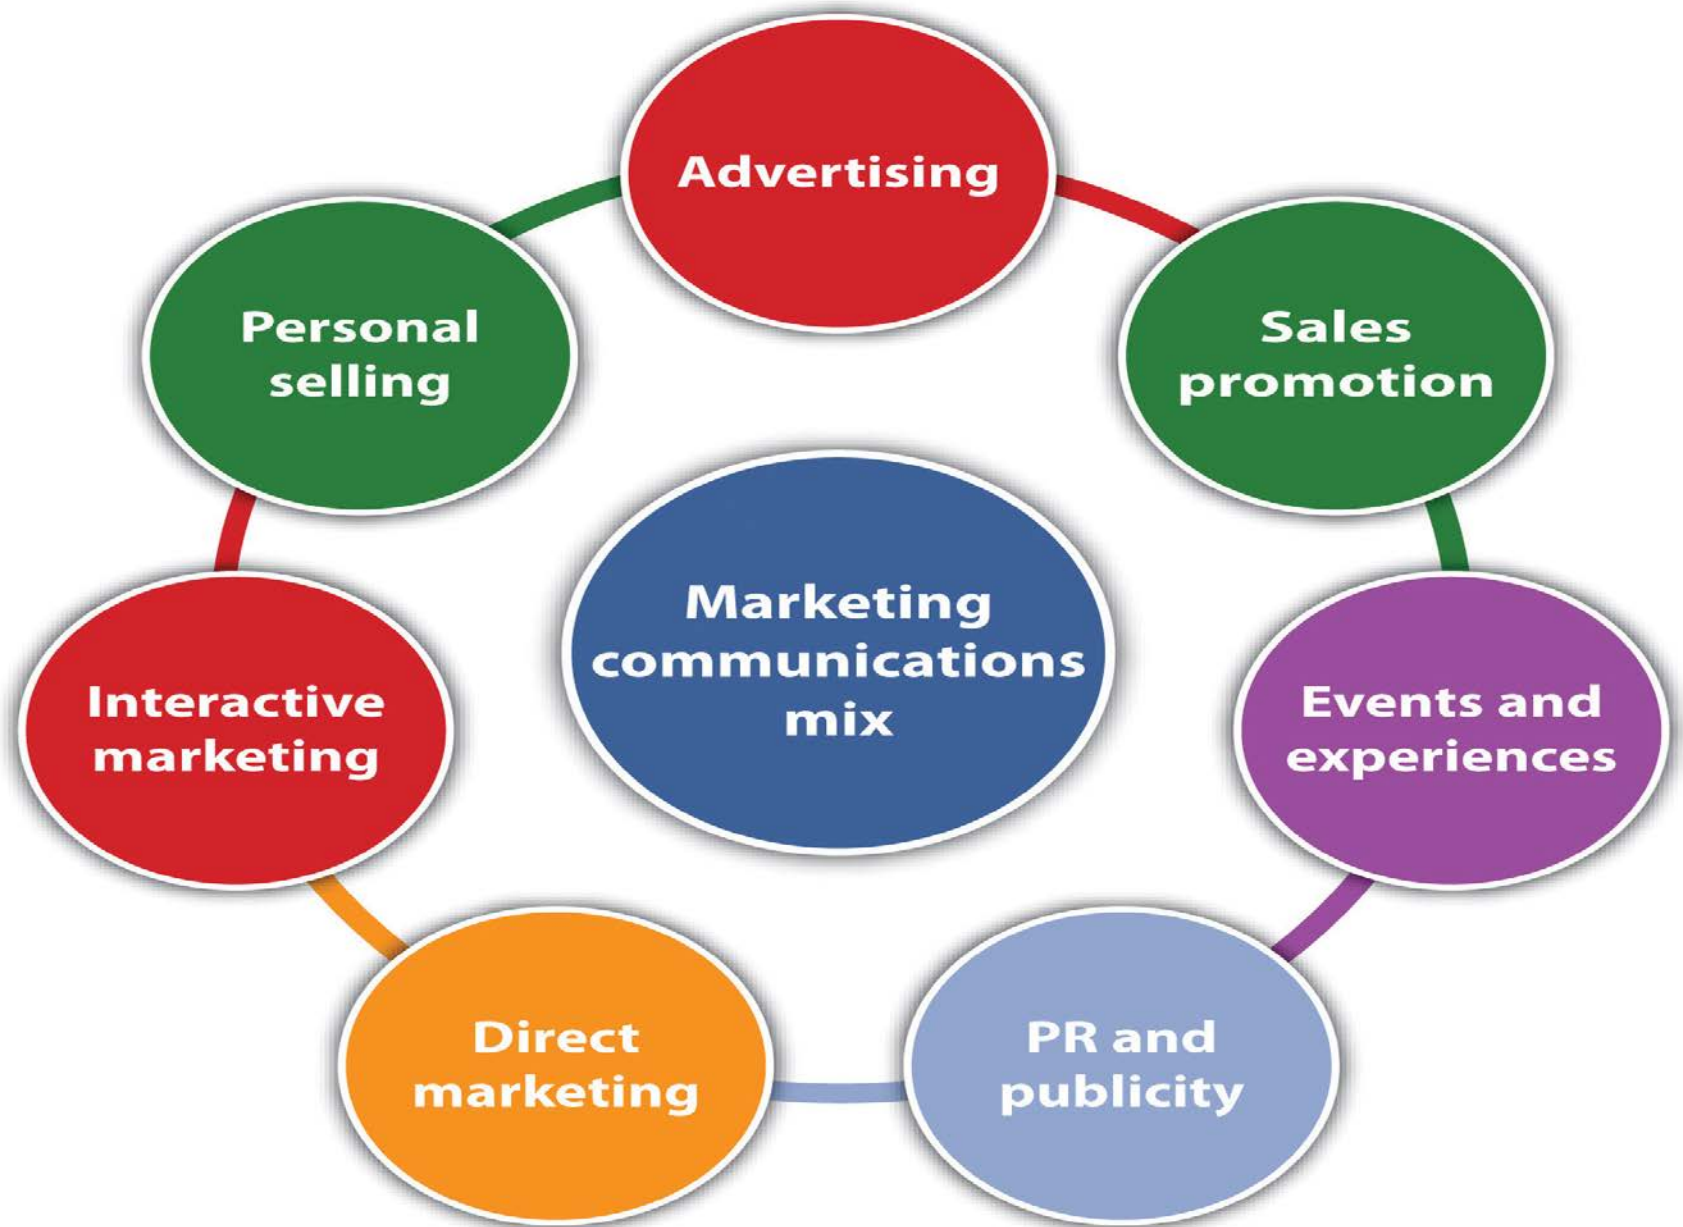 Advertising
Sales
promotion
Events and
experiences
PR and
publicity
Direct
marketing
Interactive
marketing
Personal
selling
Marketing
communications
mix